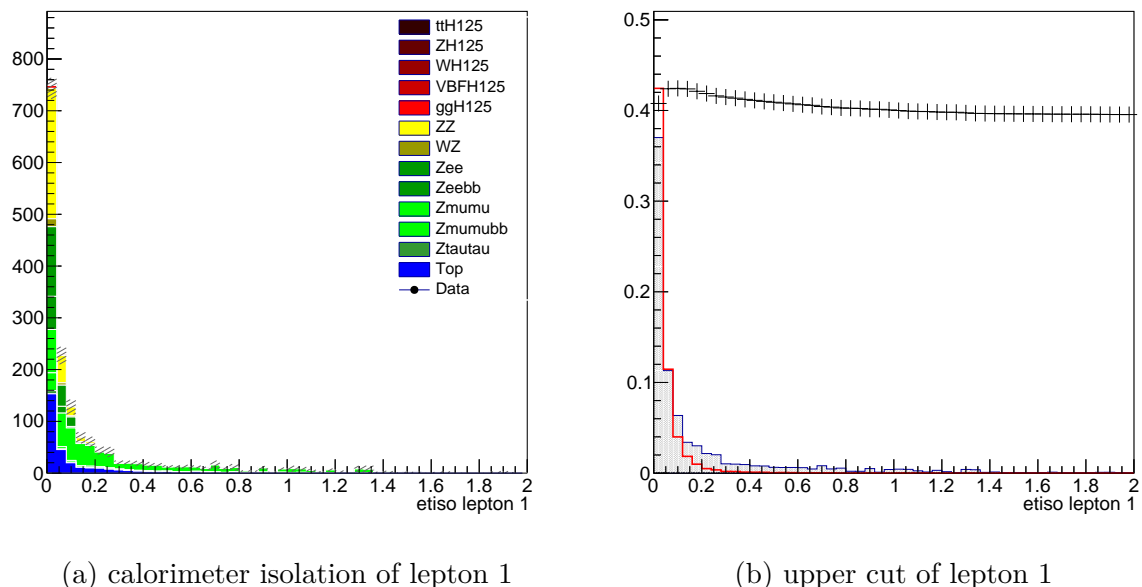 800
700
600
500
400
300
200
100
0
0 0.2 0.4 0.6 0.8 1 1.2 1.4 1.6 1.8 2
etiso lepton 1
ttH125
ZH125
WH125
VBFH125
ggH125
ZZ
WZ
Zee
Zeebb
Zmumu
Zmumubb
Ztautau
Top
Data
(a) calorimeter isolation of lepton 1
0.5
0.4
0.3
0.2
0.1
0
0 0.2 0.4 0.6 0.8 1 1.2 1.4 1.6 1.8 2
etiso lepton 1
(b) upper cut of lepton 1